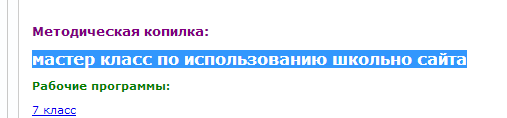 Методическая копилка:
мастер класс по использованию школьно сайта
Рабочие программы:
7 класс